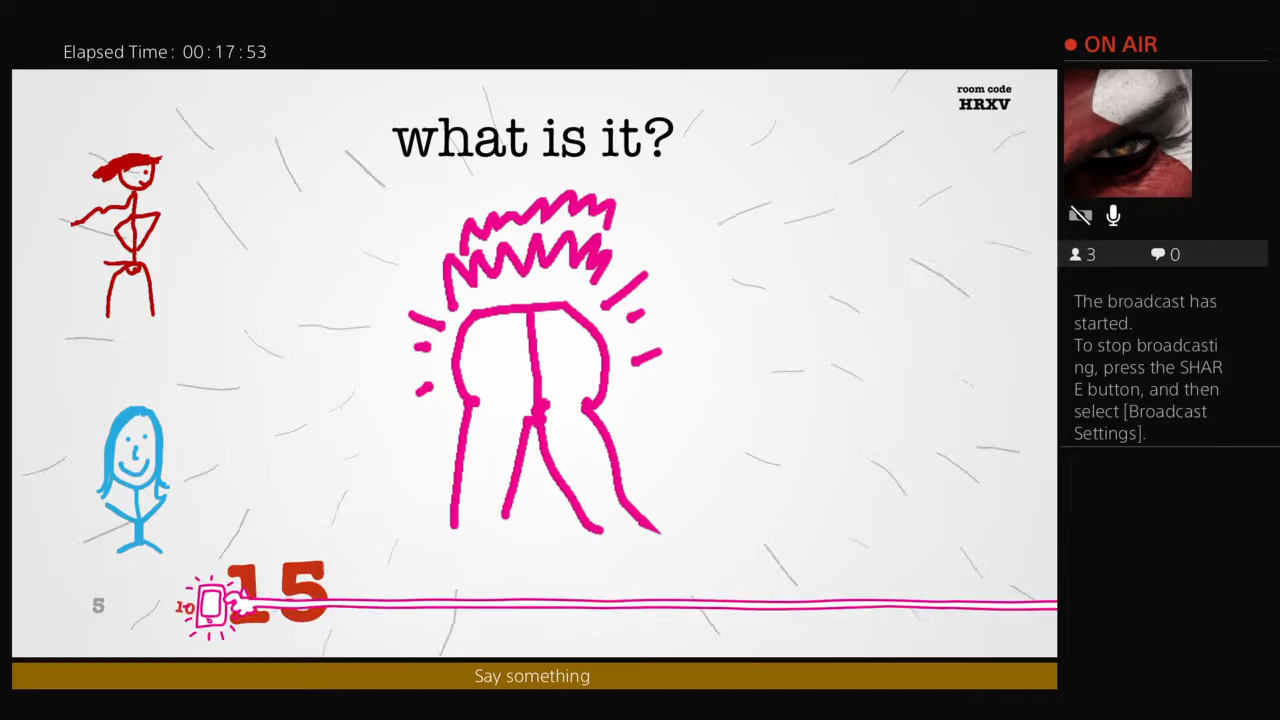 Elapsed Time: 00:17:53
ON AIR
room code
HRXV
what is it?
3
0
The broadcast has
started.
To stop broadcasti
ng, press the SHAR
E button, and then
select [Broadcast
Settings].
5
10
15
Say something